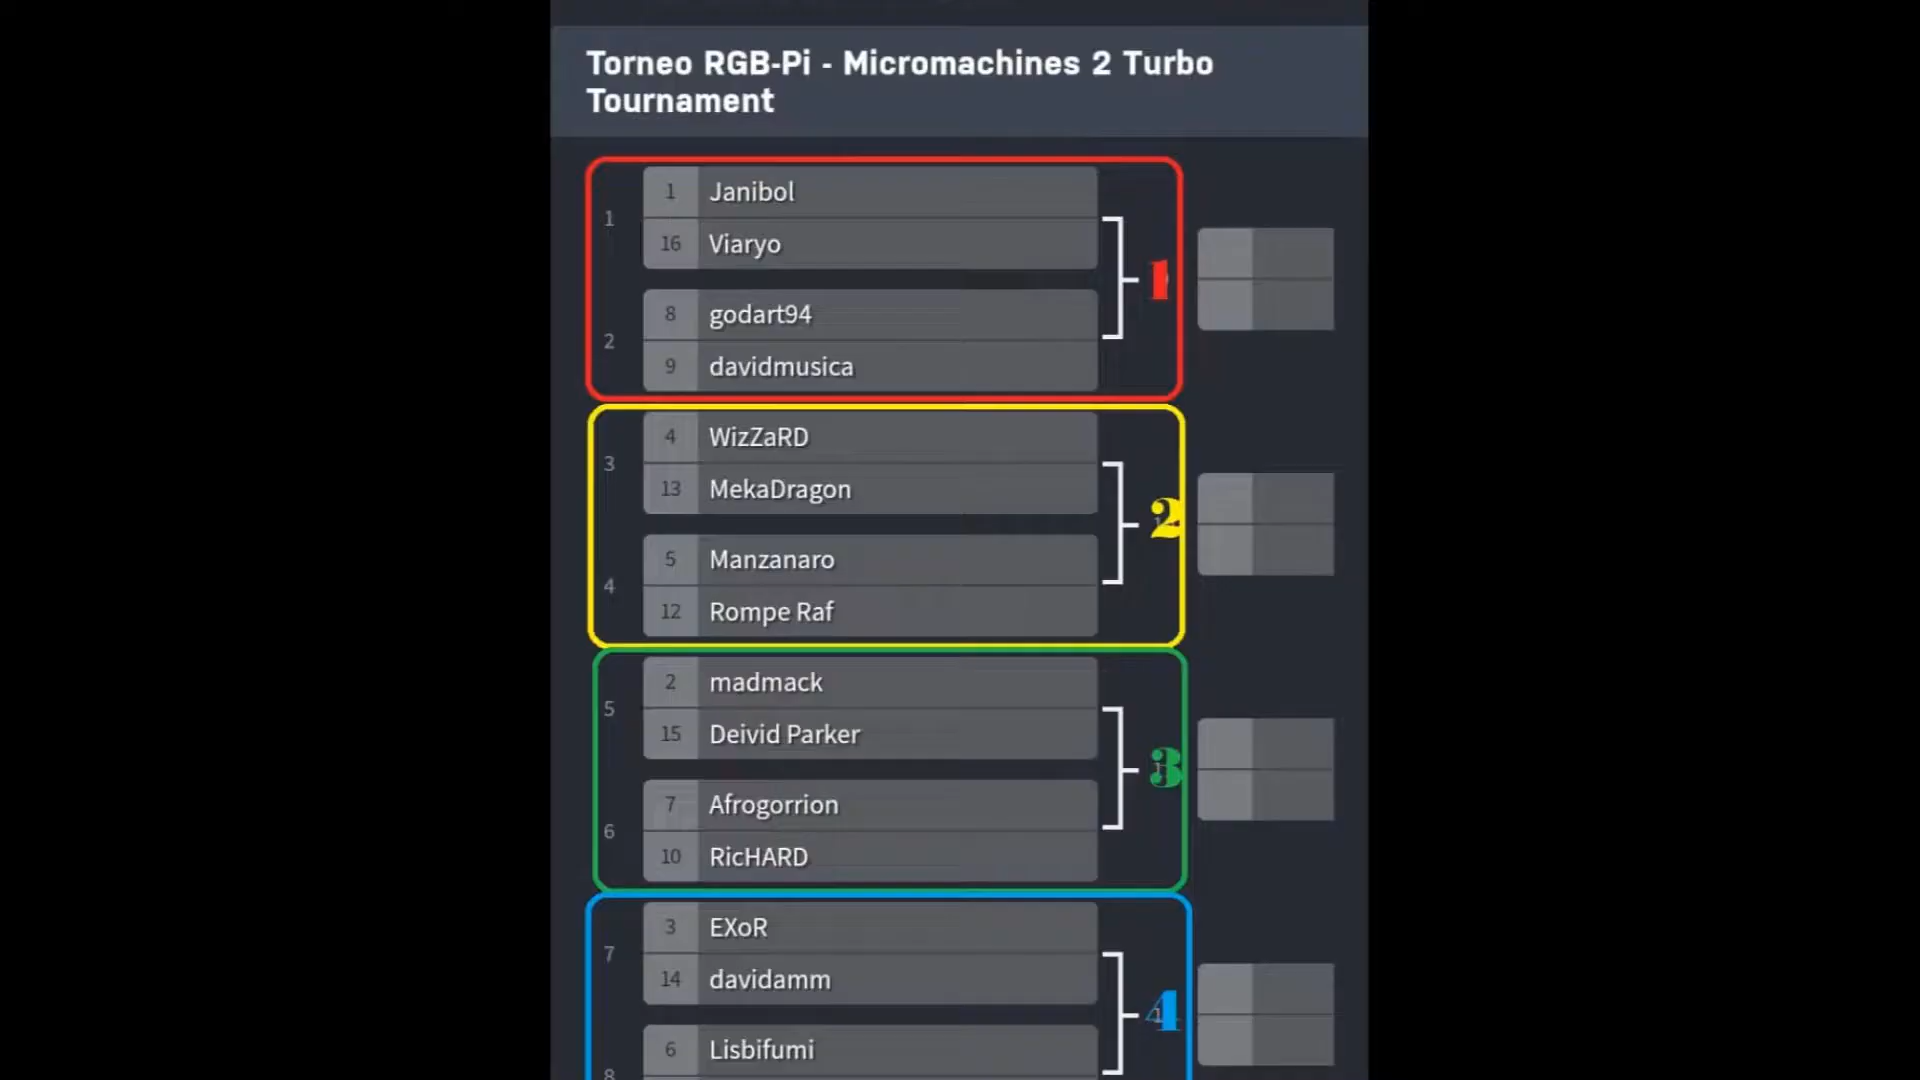 Torneo RGB-Pi - Micromachines 2 Turbo
Tournament
1
1 Janibol
16 Viaryo
2
8 godart94
9 davidmusica
1
3
4 WizZaRD
13 MekaDragon
4
5 Manzanaro
12 Rompe Raf
2
5
2 madmack
15 Deivid Parker
6
7 Afrogorrion
10 RicHARD
3
7
3 EXoR
14 davidamm
8
6 Lisbifumi
4